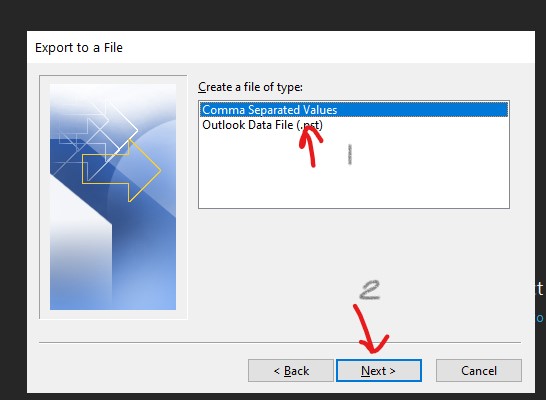 Export to a File
Create a file of type:
Comma Separated Values
Outlook Data File (.pst)
1
2
< Back
Next >
Cancel